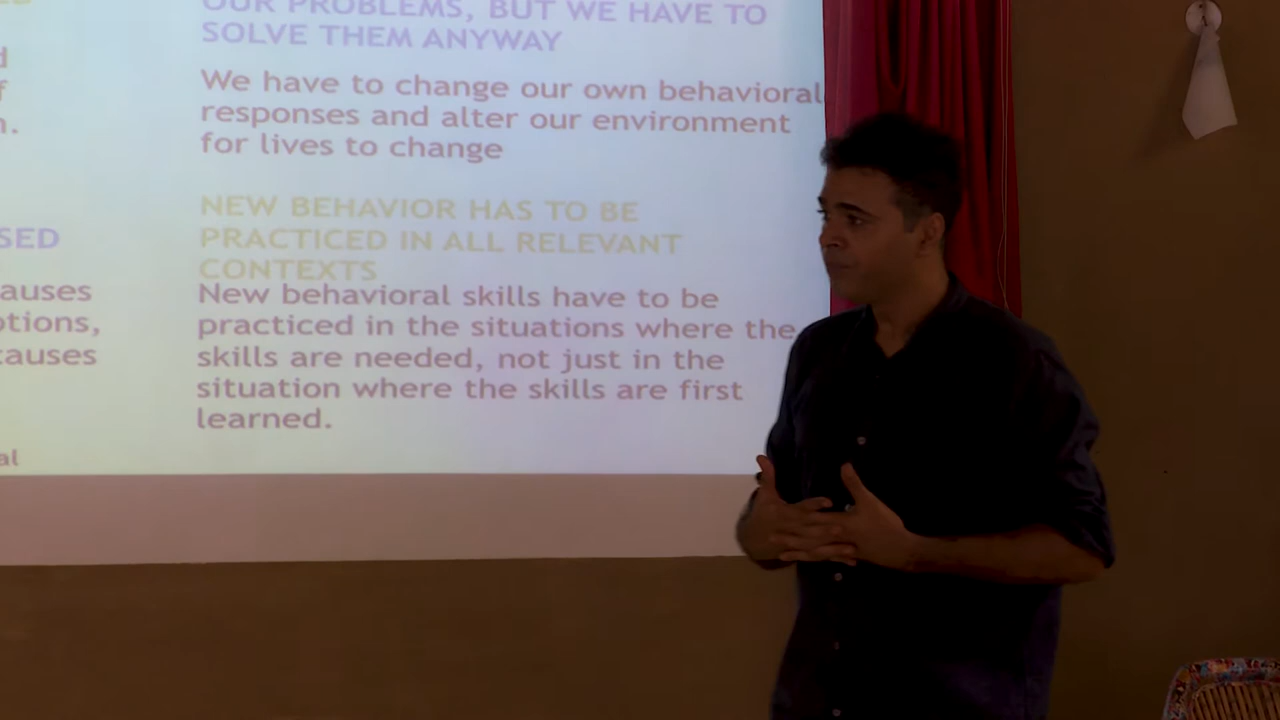 OUR PROBLEMS, BUT WE HAVE TO
SOLVE THEM ANYWAY
We have to change our own behavioral
responses and alter our environment
for lives to change
NEW BEHAVIOR HAS TO BE
PRACTICED IN ALL RELEVANT
CONTEXTS
New behavioral skills have to be
practiced in the situations where the
skills are needed, not just in the
situation where the skills are first
learned.